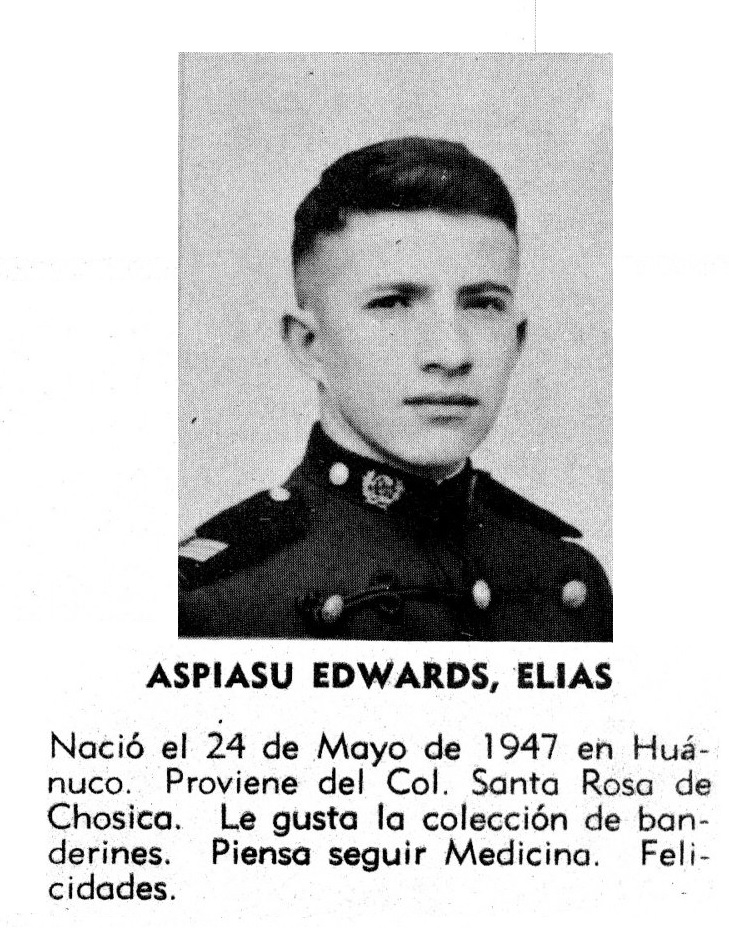 ASPIASU EDWARDS, ELIAS
Nació el 24 de Mayo de 1947 en Huá-
nuco. Proviene del Col. Santa Rosa de
Chosica. Le gusta la colección de ban-
derines. Piensa seguir Medicina. Feli-
cidades.